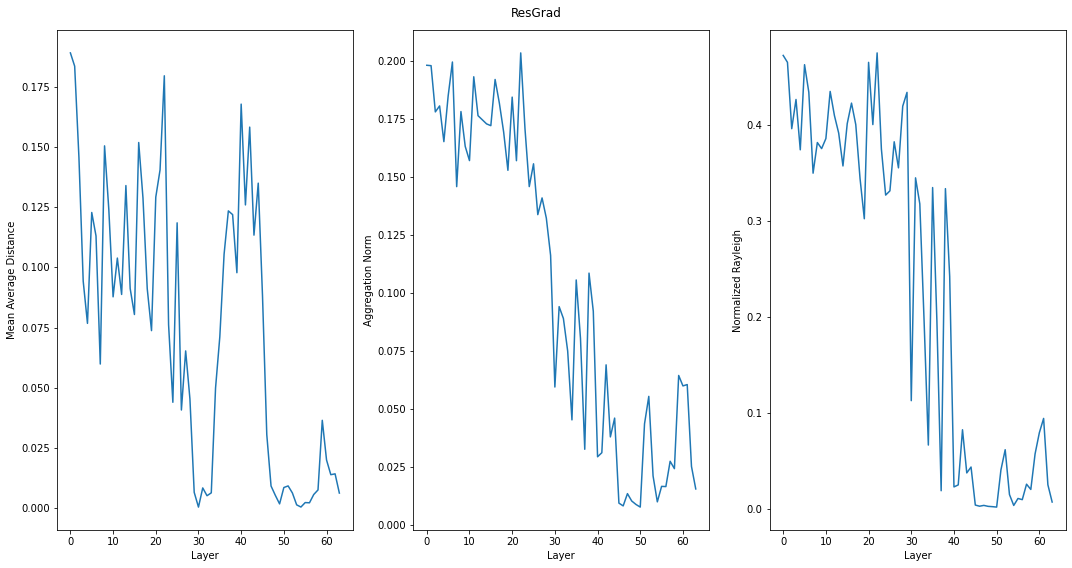 ResGrad
Mean Average Distance
0.175
0.150
0.125
0.100
0.075
0.050
0.025
0.000
0 10 20 30 40 50 60
Layer
Aggregation Norm
0.200
0.175
0.150
0.125
0.100
0.075
0.050
0.025
0.000
0 10 20 30 40 50 60
Layer
Normalized Rayleigh
0.4
0.3
0.2
0.1
0.0
0 10 20 30 40 50 60
Layer